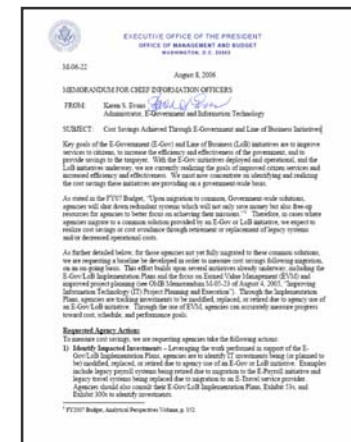 EXECUTIVE OFFICE OF THE PRESIDENT
OFFICE OF MANAGEMENT AND BUDGET
WASHINGTON, D.C. 20503
M-06-22
August 8, 2006
MEMORANDUM FOR CHIEF INFORMATION OFFICERS
FROM: Karen S. Evans
Administrator, E-Government and Information Technology
SUBJECT: Cost Savings Achieved Through E-Government and Line of Business Initiatives
Key goals of the E-Government (E-Gov) and Line of Business (LoB) initiatives are to improve
services to citizens, to increase the efficiency and effectiveness of the government, and to
provide savings to the taxpayer. With the E-Gov initiatives deployed and operational, and the
LoB initiatives underway, we are currently realizing the goals of improved citizen services and
increased efficiency and effectiveness. We must now concentrate on identifying and realizing
the cost savings these initiatives are providing on a government-wide basis.
As stated in the FY07 Budget, "Upon migration to common, Government-wide solutions,
agencies will shut down redundant systems which will not only save money but also free-up
resources for agencies to better focus on achieving their missions."¹ Therefore, in cases where
agencies migrate to a common solution provided by an E-Gov or LoB initiative, we expect to
realize cost savings or cost avoidance through retirement or replacement of legacy systems
and/or decreased operational costs.
As further detailed below, for those agencies not yet fully migrated to these common solutions,
we are requesting a baseline be developed in order to measure cost savings following migration,
on an on-going basis. This effort builds upon several initiatives already underway, including the
E-Gov/LoB Implementation Plans and the focus on Earned Value Management (EVM) and
improved project planning (see OMB Memorandum M-05-23 of August 4, 2005, "Improving
Information Technology (IT) Project Planning and Execution"). Through the Implementation
Plans, agencies are tracking investments to be modified, replaced, or retired due to agency use of
an E-Gov/LoB initiative. Through the use of EVM, agencies can accurately measure progress
toward cost, schedule, and performance goals.
Requested Agency Actions
To measure cost savings, we are requesting agencies take the following actions:
1) Identify Impacted Investments – Leveraging the work performed in support of the E-
Gov/LoB Implementation Plans, agencies are to identify IT investments being (or planned to
be) modified, replaced, or retired due to agency use of an E-Gov or LoB initiative. Examples
include legacy payroll systems being retired due to migration to the E-Payroll initiative and
legacy travel systems being replaced due to migration to an E-Travel service provider.
Agencies should also consult their E-Gov/LoB Implementation Plans, Exhibit 53s, and
Exhibit 300s to identify investments.
¹ FY2007 Budget, Analytical Perspectives Volume, p. 152.